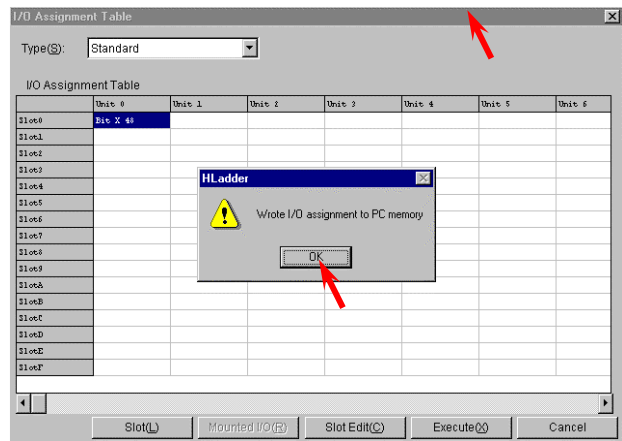 I/O Assignment Table
Type(S): Standard
I/O Assignment Table
Unit 0 Unit 1 Unit 2 Unit 3 Unit 4 Unit 5 Unit 6
Slot0 Bit X 48
Slot1
Slot2
Slot3
Slot4
Slot5
Slot6
Slot7
Slot8
Slot9
SlotA
SlotB
SlotC
SlotD
SlotE
SlotF
HLadder
Wrote I/O assignment to PC memory
OK
Slot(L) Mounted I/O(R) Slot Edit(C) Execute(X) Cancel